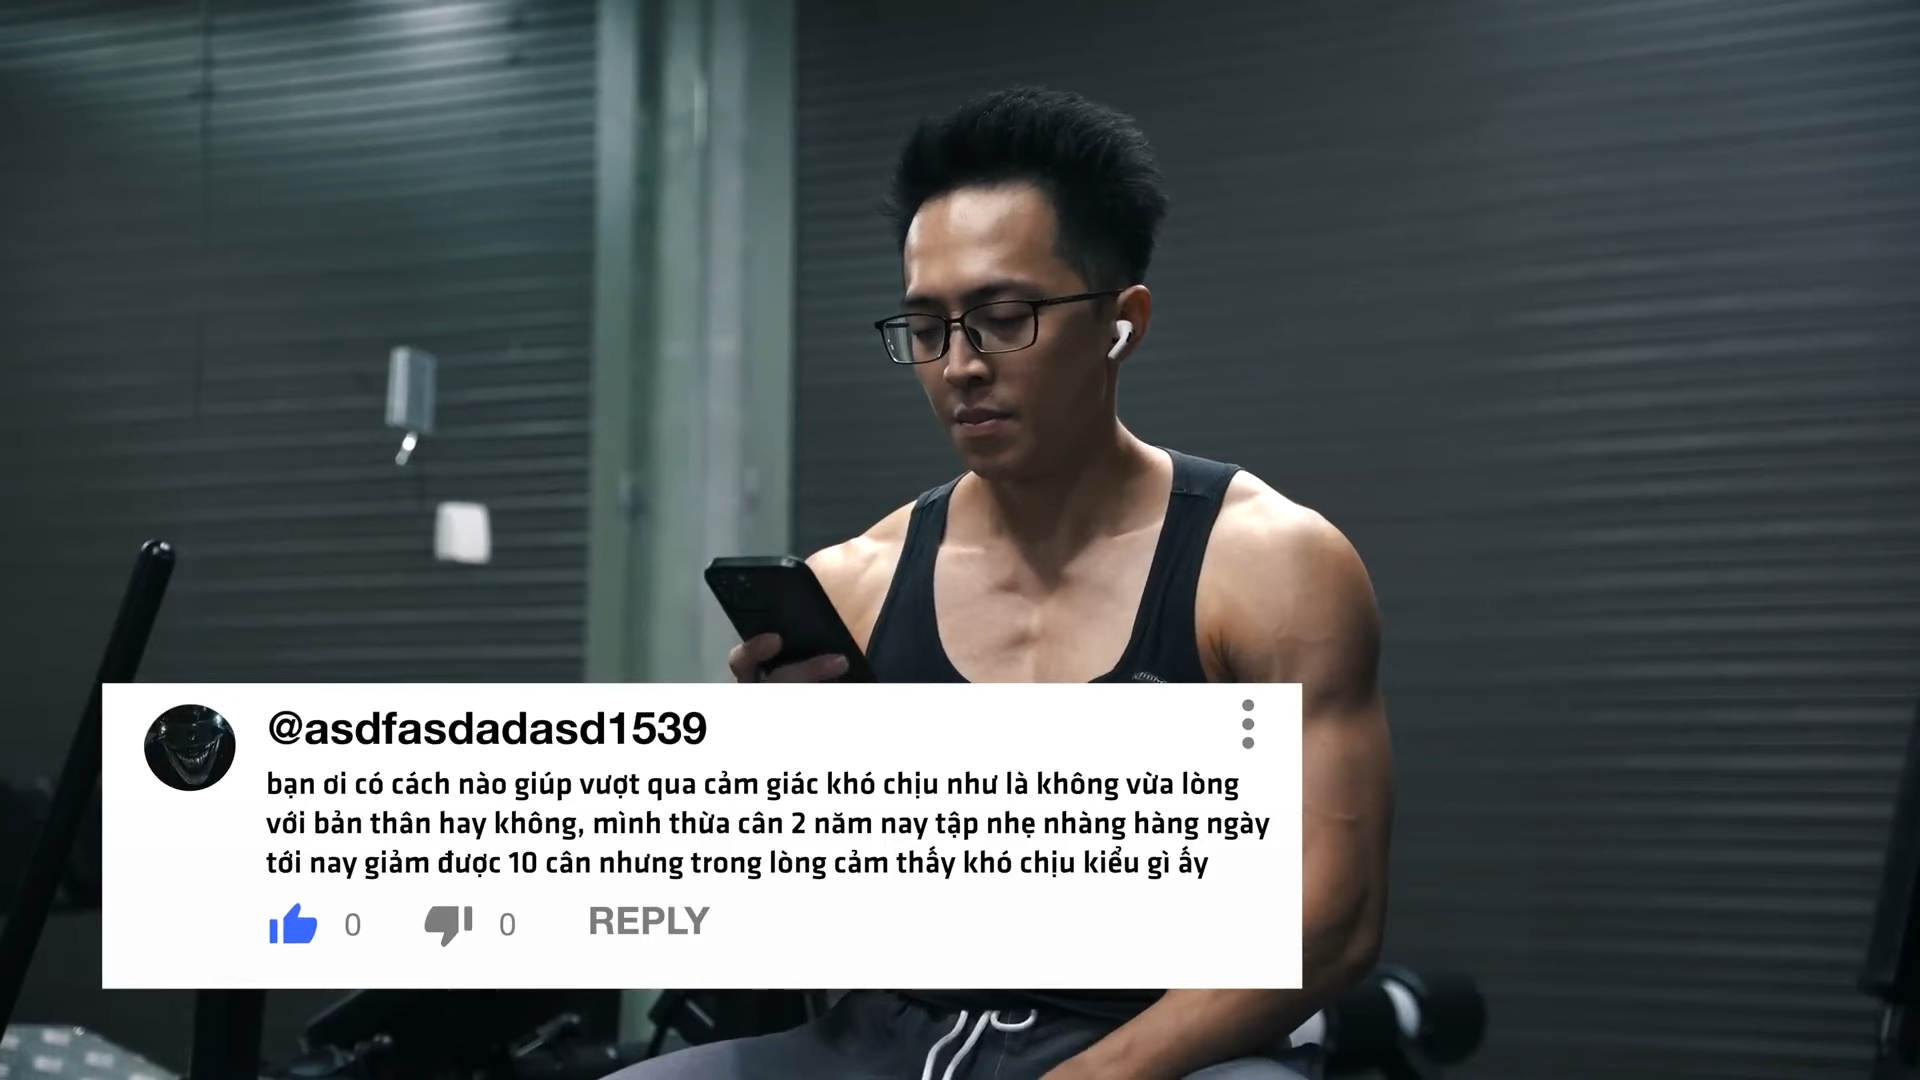 @asdfasdadasd1539
bạn ơi có cách nào giúp vượt qua cảm giác khó chịu như là không vừa lòng
với bản thân hay không, mình thừa cân 2 năm nay tập nhẹ nhàng hàng ngày
tới nay giảm được 10 cân nhưng trong lòng cảm thấy khó chịu kiểu gì ấy
0 0 REPLY